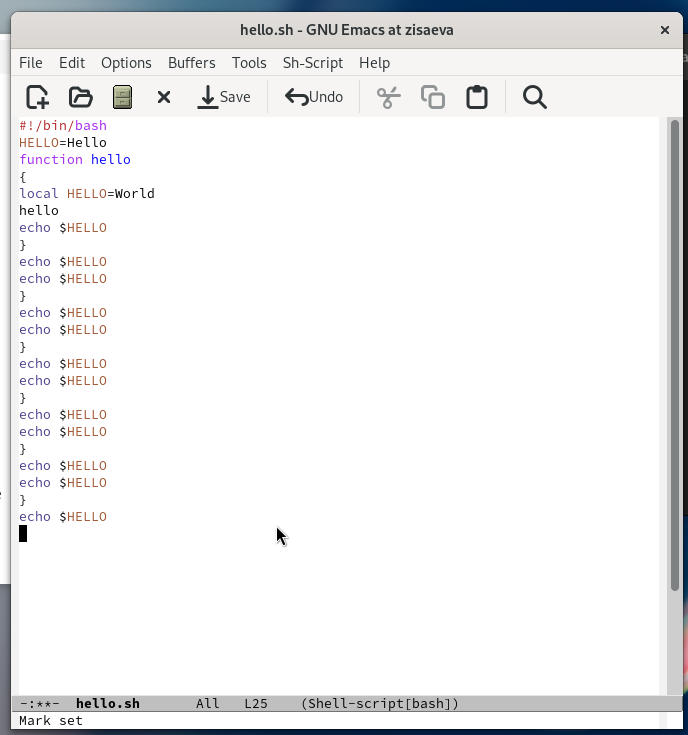 hello.sh - GNU Emacs at zisaeva
File Edit Options Buffers Tools Sh-Script Help
Save Undo
#!/bin/bash
HELLO=Hello
function hello
{
local HELLO=World
hello
echo $HELLO
}
echo $HELLO
echo $HELLO
}
echo $HELLO
echo $HELLO
}
echo $HELLO
echo $HELLO
}
echo $HELLO
echo $HELLO
}
echo $HELLO
echo $HELLO
}
echo $HELLO
-:**- hello.sh All L25 (Shell-script[bash])
Mark set